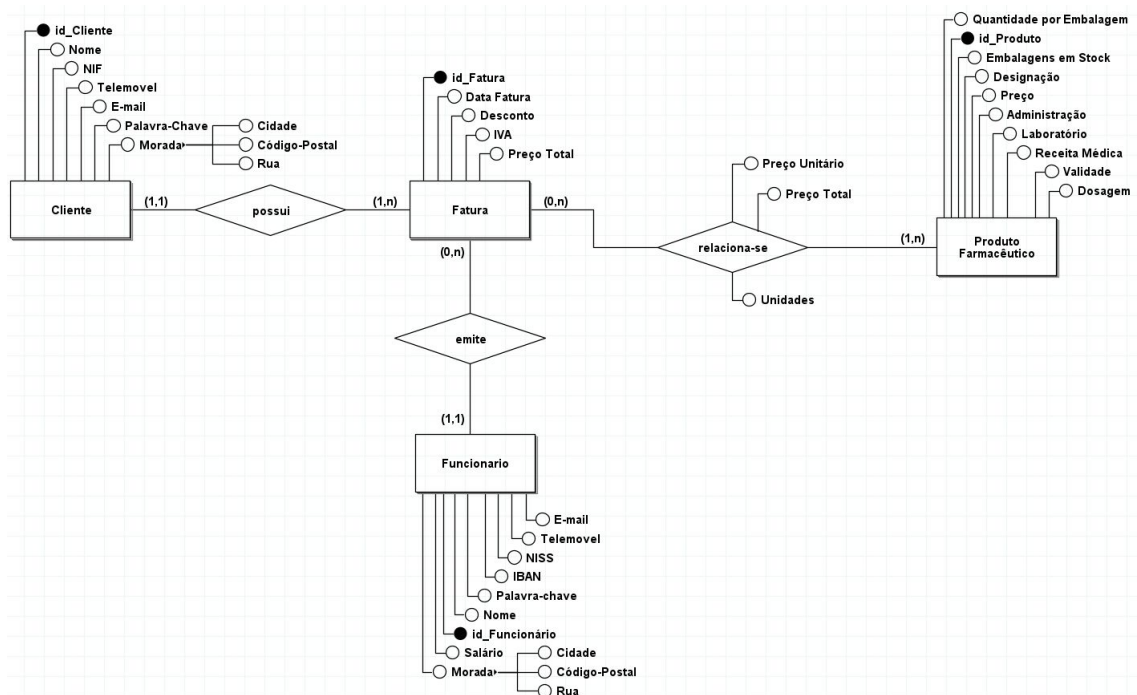 id_Cliente
Nome
NIF
Telemovel
E-mail
Palavra-Chave
Morada
Cidade
Código-Postal
Rua
Cliente
(1,1)
possui
(1,n)
id_Fatura
Data Fatura
Desconto
IVA
Preço Total
Fatura
(0,n)
(0,n)
Preço Unitário
Preço Total
relaciona-se
Unidades
(1,n)
Quantidade por Embalagem
id_Produto
Embalagens em Stock
Designação
Preço
Administração
Laboratório
Receita Médica
Validade
Dosagem
Produto
Farmacêutico
emite
(1,1)
Funcionario
E-mail
Telemovel
NISS
IBAN
Palavra-chave
Nome
id_Funcionário
Salário
Morada
Cidade
Código-Postal
Rua